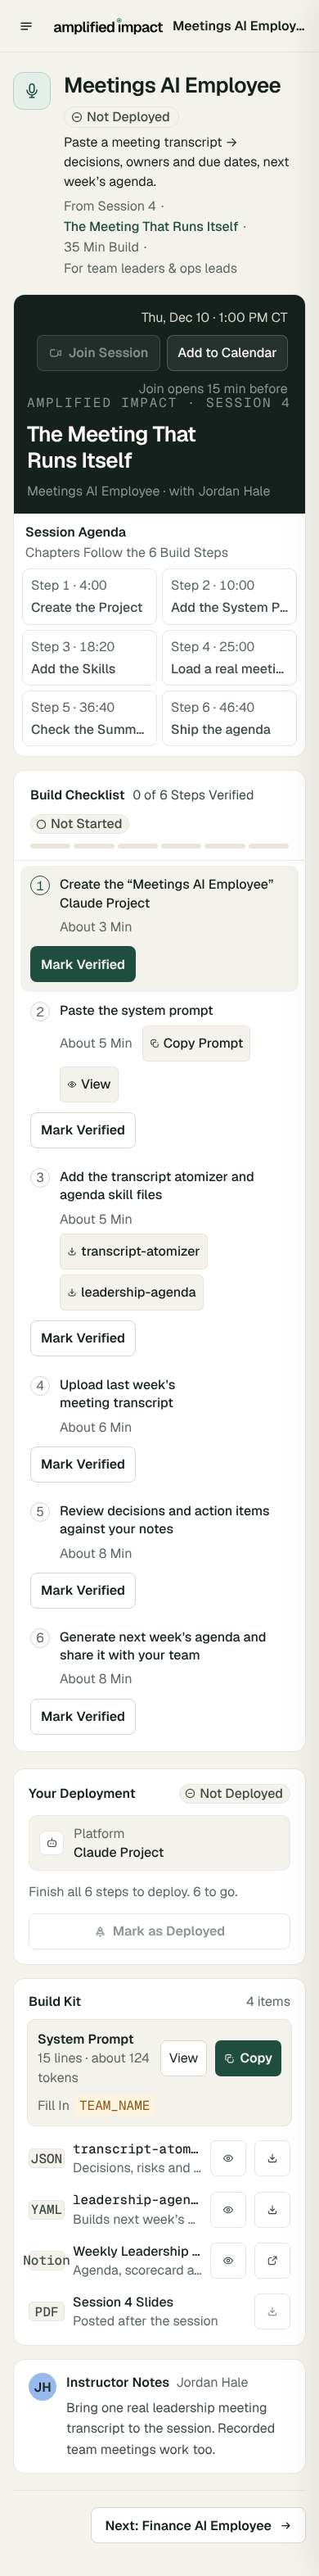 amplified impact Meetings AI Employ...
Meetings AI Employee
Not Deployed
Paste a meeting transcript →
decisions, owners and due dates, next
week's agenda.
From Session 4 ·
The Meeting That Runs Itself ·
35 Min Build ·
For team leaders & ops leads
Thu, Dec 10 · 1:00 PM CT
Join Session Add to Calendar
Join opens 15 min before
AMPLIFIED IMPACT · SESSION 4
The Meeting That
Runs Itself
Meetings AI Employee · with Jordan Hale
Session Agenda
Chapters Follow the 6 Build Steps
Step 1 · 4:00
Create the Project
Step 2 · 10:00
Add the System P...
Step 3 · 18:20
Add the Skills
Step 4 · 25:00
Load a real meeti...
Step 5 · 36:40
Check the Summ...
Step 6 · 46:40
Ship the agenda
Build Checklist 0 of 6 Steps Verified
Not Started
1 Create the “Meetings AI Employee”
Claude Project
About 3 Min
Mark Verified
2 Paste the system prompt
About 5 Min Copy Prompt
View
Mark Verified
3 Add the transcript atomizer and
agenda skill files
About 5 Min
transcript-atomizer
leadership-agenda
Mark Verified
4 Upload last week's
meeting transcript
About 6 Min
Mark Verified
5 Review decisions and action items
against your notes
About 8 Min
Mark Verified
6 Generate next week's agenda and
share it with your team
About 8 Min
Mark Verified
Your Deployment Not Deployed
Platform
Claude Project
Finish all 6 steps to deploy. 6 to go.
Mark as Deployed
Build Kit 4 items
System Prompt
15 lines · about 124
tokens
View Copy
Fill In TEAM_NAME
JSON transcript-atom...
Decisions, risks and ...
YAML leadership-agen...
Builds next week's ...
Notion Weekly Leadership ...
Agenda, scorecard a...
PDF Session 4 Slides
Posted after the session
JH Instructor Notes Jordan Hale
Bring one real leadership meeting
transcript to the session. Recorded
team meetings work too.
Next: Finance AI Employee →